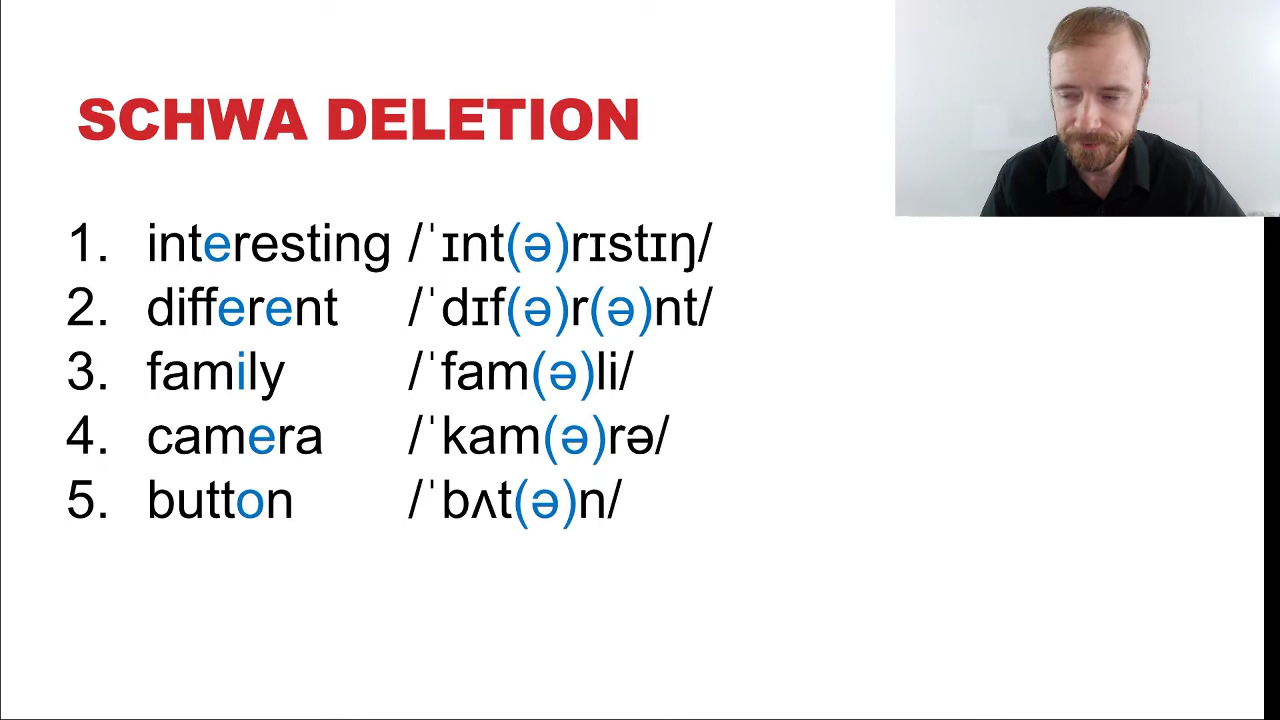 SCHWA DELETION
1. interesting /ˈɪnt(ə)rɪstɪŋ/
2. different /ˈdɪf(ə)r(ə)nt/
3. family /ˈfam(ə)li/
4. camera /ˈkam(ə)rə/
5. button /ˈbʌt(ə)n/